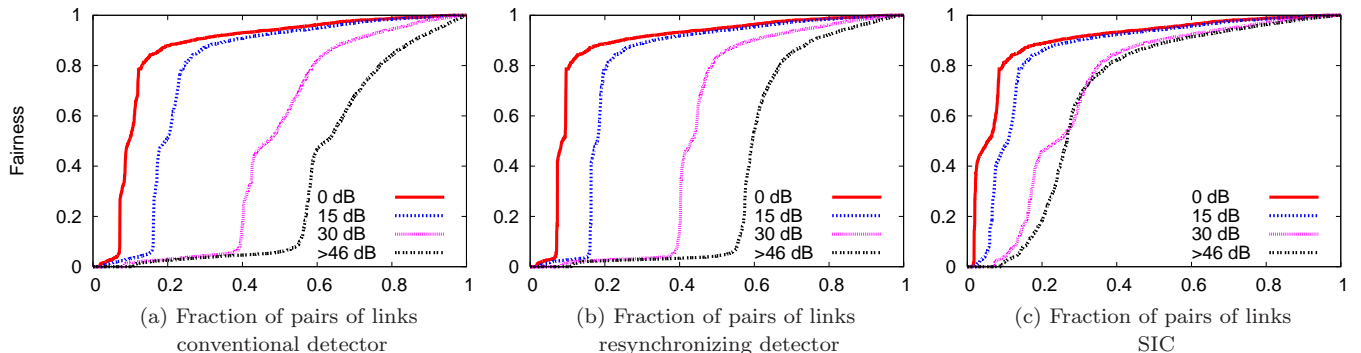 Fairness
1
0.8
0.6
0.4
0.2
0
0 0.2 0.4 0.6 0.8 1
0 dB
15 dB
30 dB
>46 dB
(a) Fraction of pairs of links
conventional detector
1
0.8
0.6
0.4
0.2
0
0 0.2 0.4 0.6 0.8 1
0 dB
15 dB
30 dB
>46 dB
(b) Fraction of pairs of links
resynchronizing detector
1
0.8
0.6
0.4
0.2
0
0 0.2 0.4 0.6 0.8 1
0 dB
15 dB
30 dB
>46 dB
(c) Fraction of pairs of links
SIC